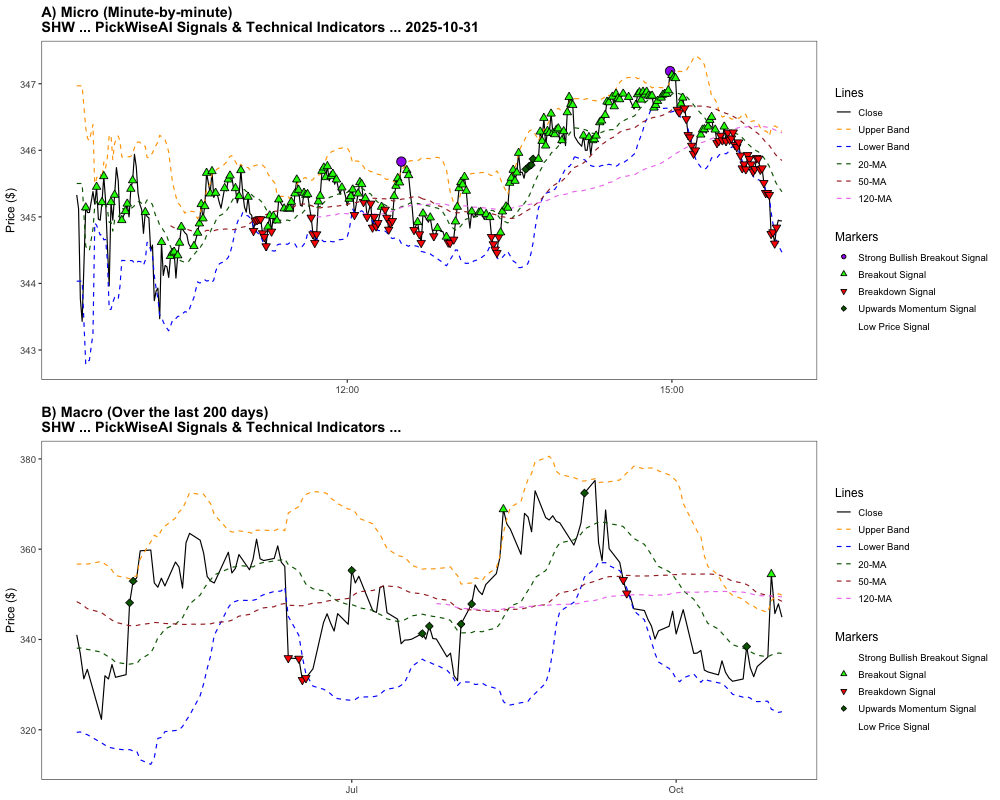 A) Micro (Minute-by-minute)
SHW ... PickWiseAI Signals & Technical Indicators ... 2025-10-31
Price ($)
347
346
345
344
343
12:00
15:00
Lines
Close
Upper Band
Lower Band
20-MA
50-MA
120-MA
Markers
Strong Bullish Breakout Signal
Breakout Signal
Breakdown Signal
Upwards Momentum Signal
Low Price Signal
B) Macro (Over the last 200 days)
SHW ... PickWiseAI Signals & Technical Indicators ...
Price ($)
380
360
340
320
Jul
Oct
Lines
Close
Upper Band
Lower Band
20-MA
50-MA
120-MA
Markers
Strong Bullish Breakout Signal
Breakout Signal
Breakdown Signal
Upwards Momentum Signal
Low Price Signal